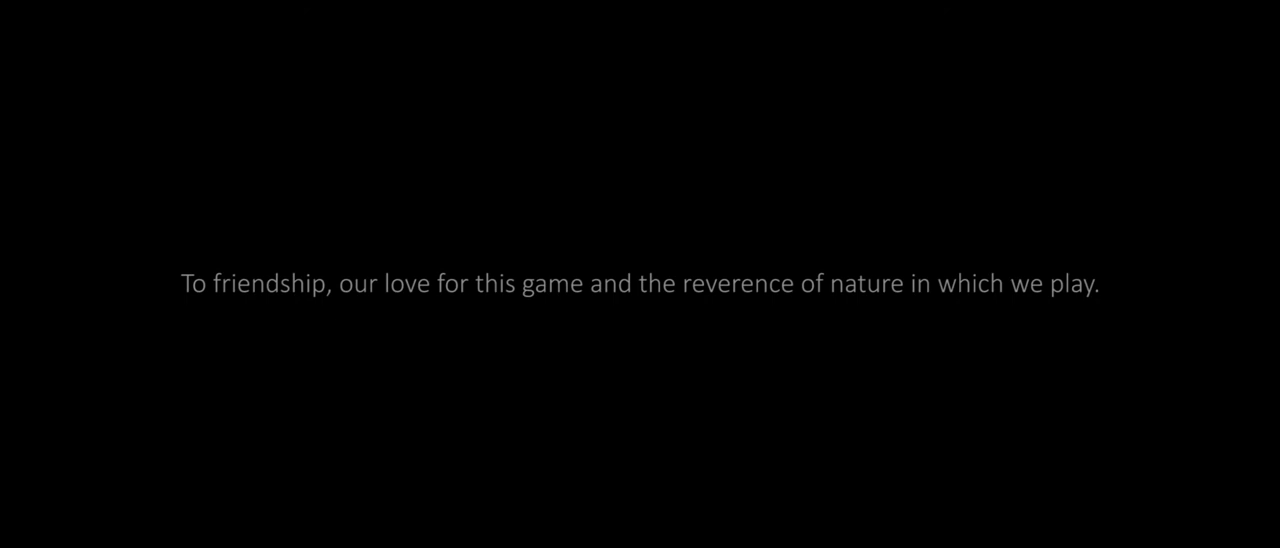 To friendship, our love for this game and the reverence of nature in which we play.